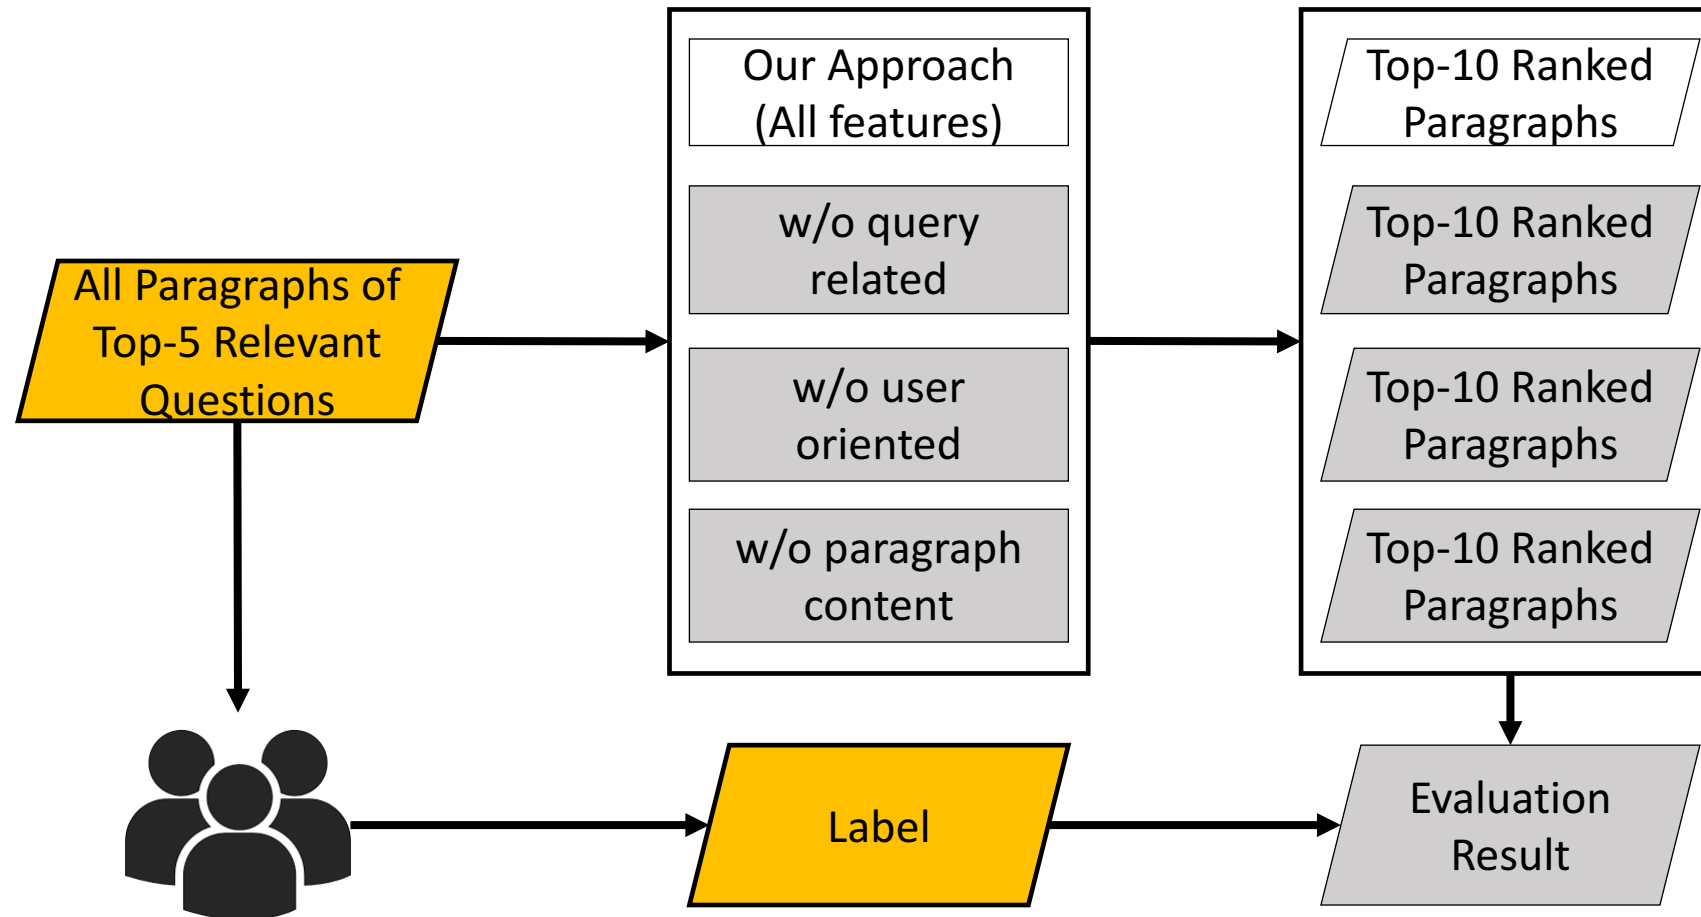 Our Approach
(All features)
w/o query
related
w/o user
oriented
w/o paragraph
content
Top-10 Ranked
Paragraphs
Top-10 Ranked
Paragraphs
Top-10 Ranked
Paragraphs
Top-10 Ranked
Paragraphs
All Paragraphs of
Top-5 Relevant
Questions
Label
Evaluation
Result